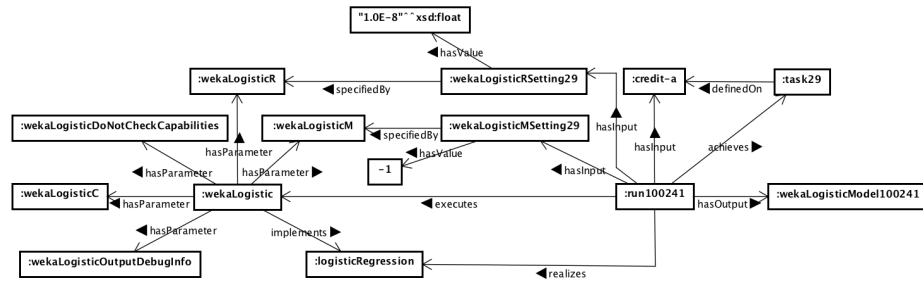 "1.0E-8"^^xsd:float
◀hasValue
:wekaLogisticR
:wekaLogisticRSetting29
:credit-a
:task29
◀specifiedBy
◀definedOn
:wekaLogisticDoNotCheckCapabilities
:wekaLogisticM
:wekaLogisticMSetting29
hasInput
◀specifiedBy
hasParameter
hasInput
achieves▶
◀hasValue
-1
◀hasParameter
hasParameter▶
◀hasInput
:wekaLogisticC
:wekaLogistic
:run100241
:wekaLogisticModel100241
◀hasParameter
◀executes
hasOutput▶
◀hasParameter
implements▶
:wekaLogisticOutputDebugInfo
:logisticRegression
◀realizes